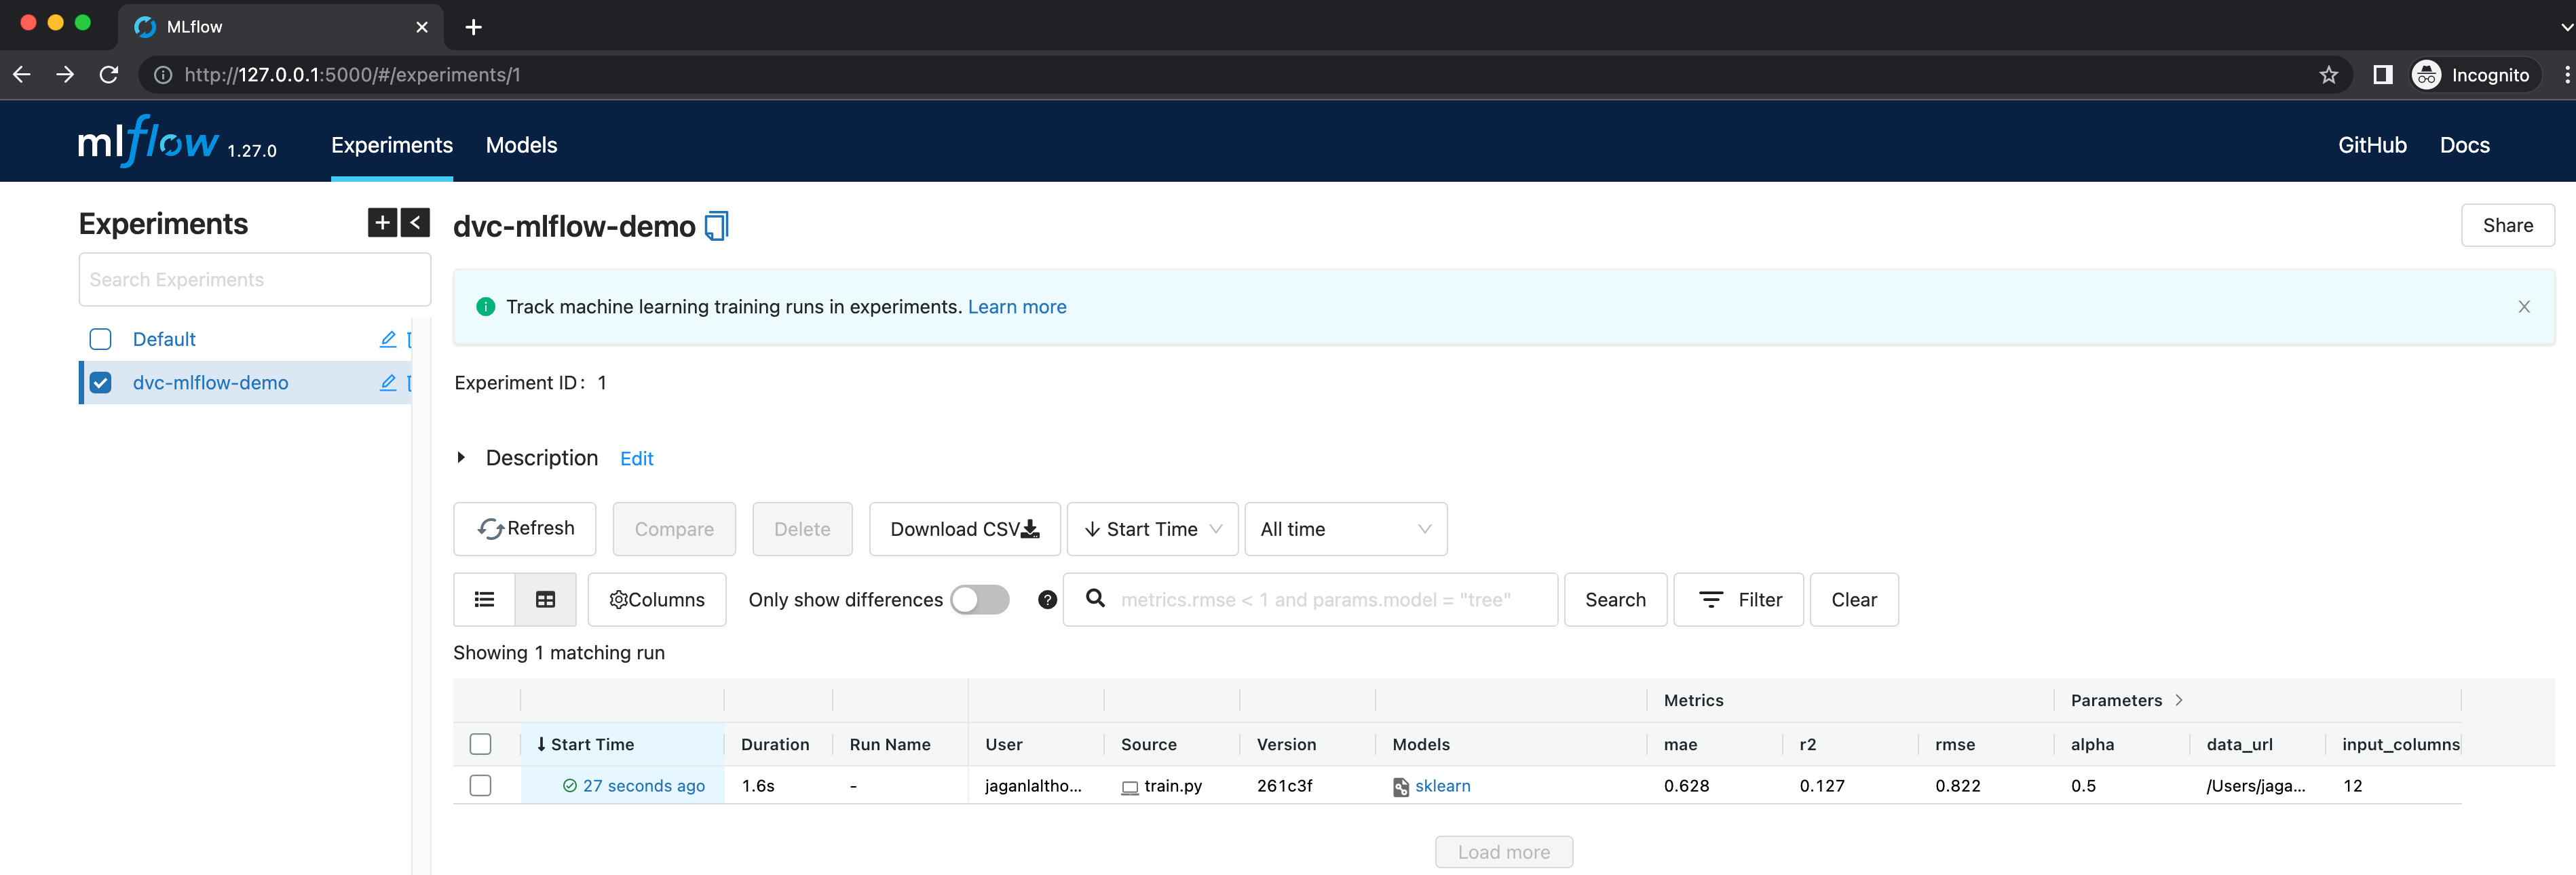 MLflow
http://127.0.0.1:5000/#/experiments/1
Incognito
mlflow 1.27.0
Experiments
Models
GitHub
Docs
Experiments
Search Experiments
Default
dvc-mlflow-demo
dvc-mlflow-demo
Share
Track machine learning training runs in experiments. Learn more
Experiment ID: 1
Description Edit
Refresh Compare Delete Download CSV Start Time All time
Columns Only show differences metrics.rmse < 1 and params.model = "tree" Search Filter Clear
Showing 1 matching run
Metrics Parameters
Start Time Duration Run Name User Source Version Models mae r2 rmse alpha data_url input_columns
27 seconds ago 1.6s - jaganlaltho... train.py 261c3f sklearn 0.628 0.127 0.822 0.5 /Users/jaga... 12
Load more